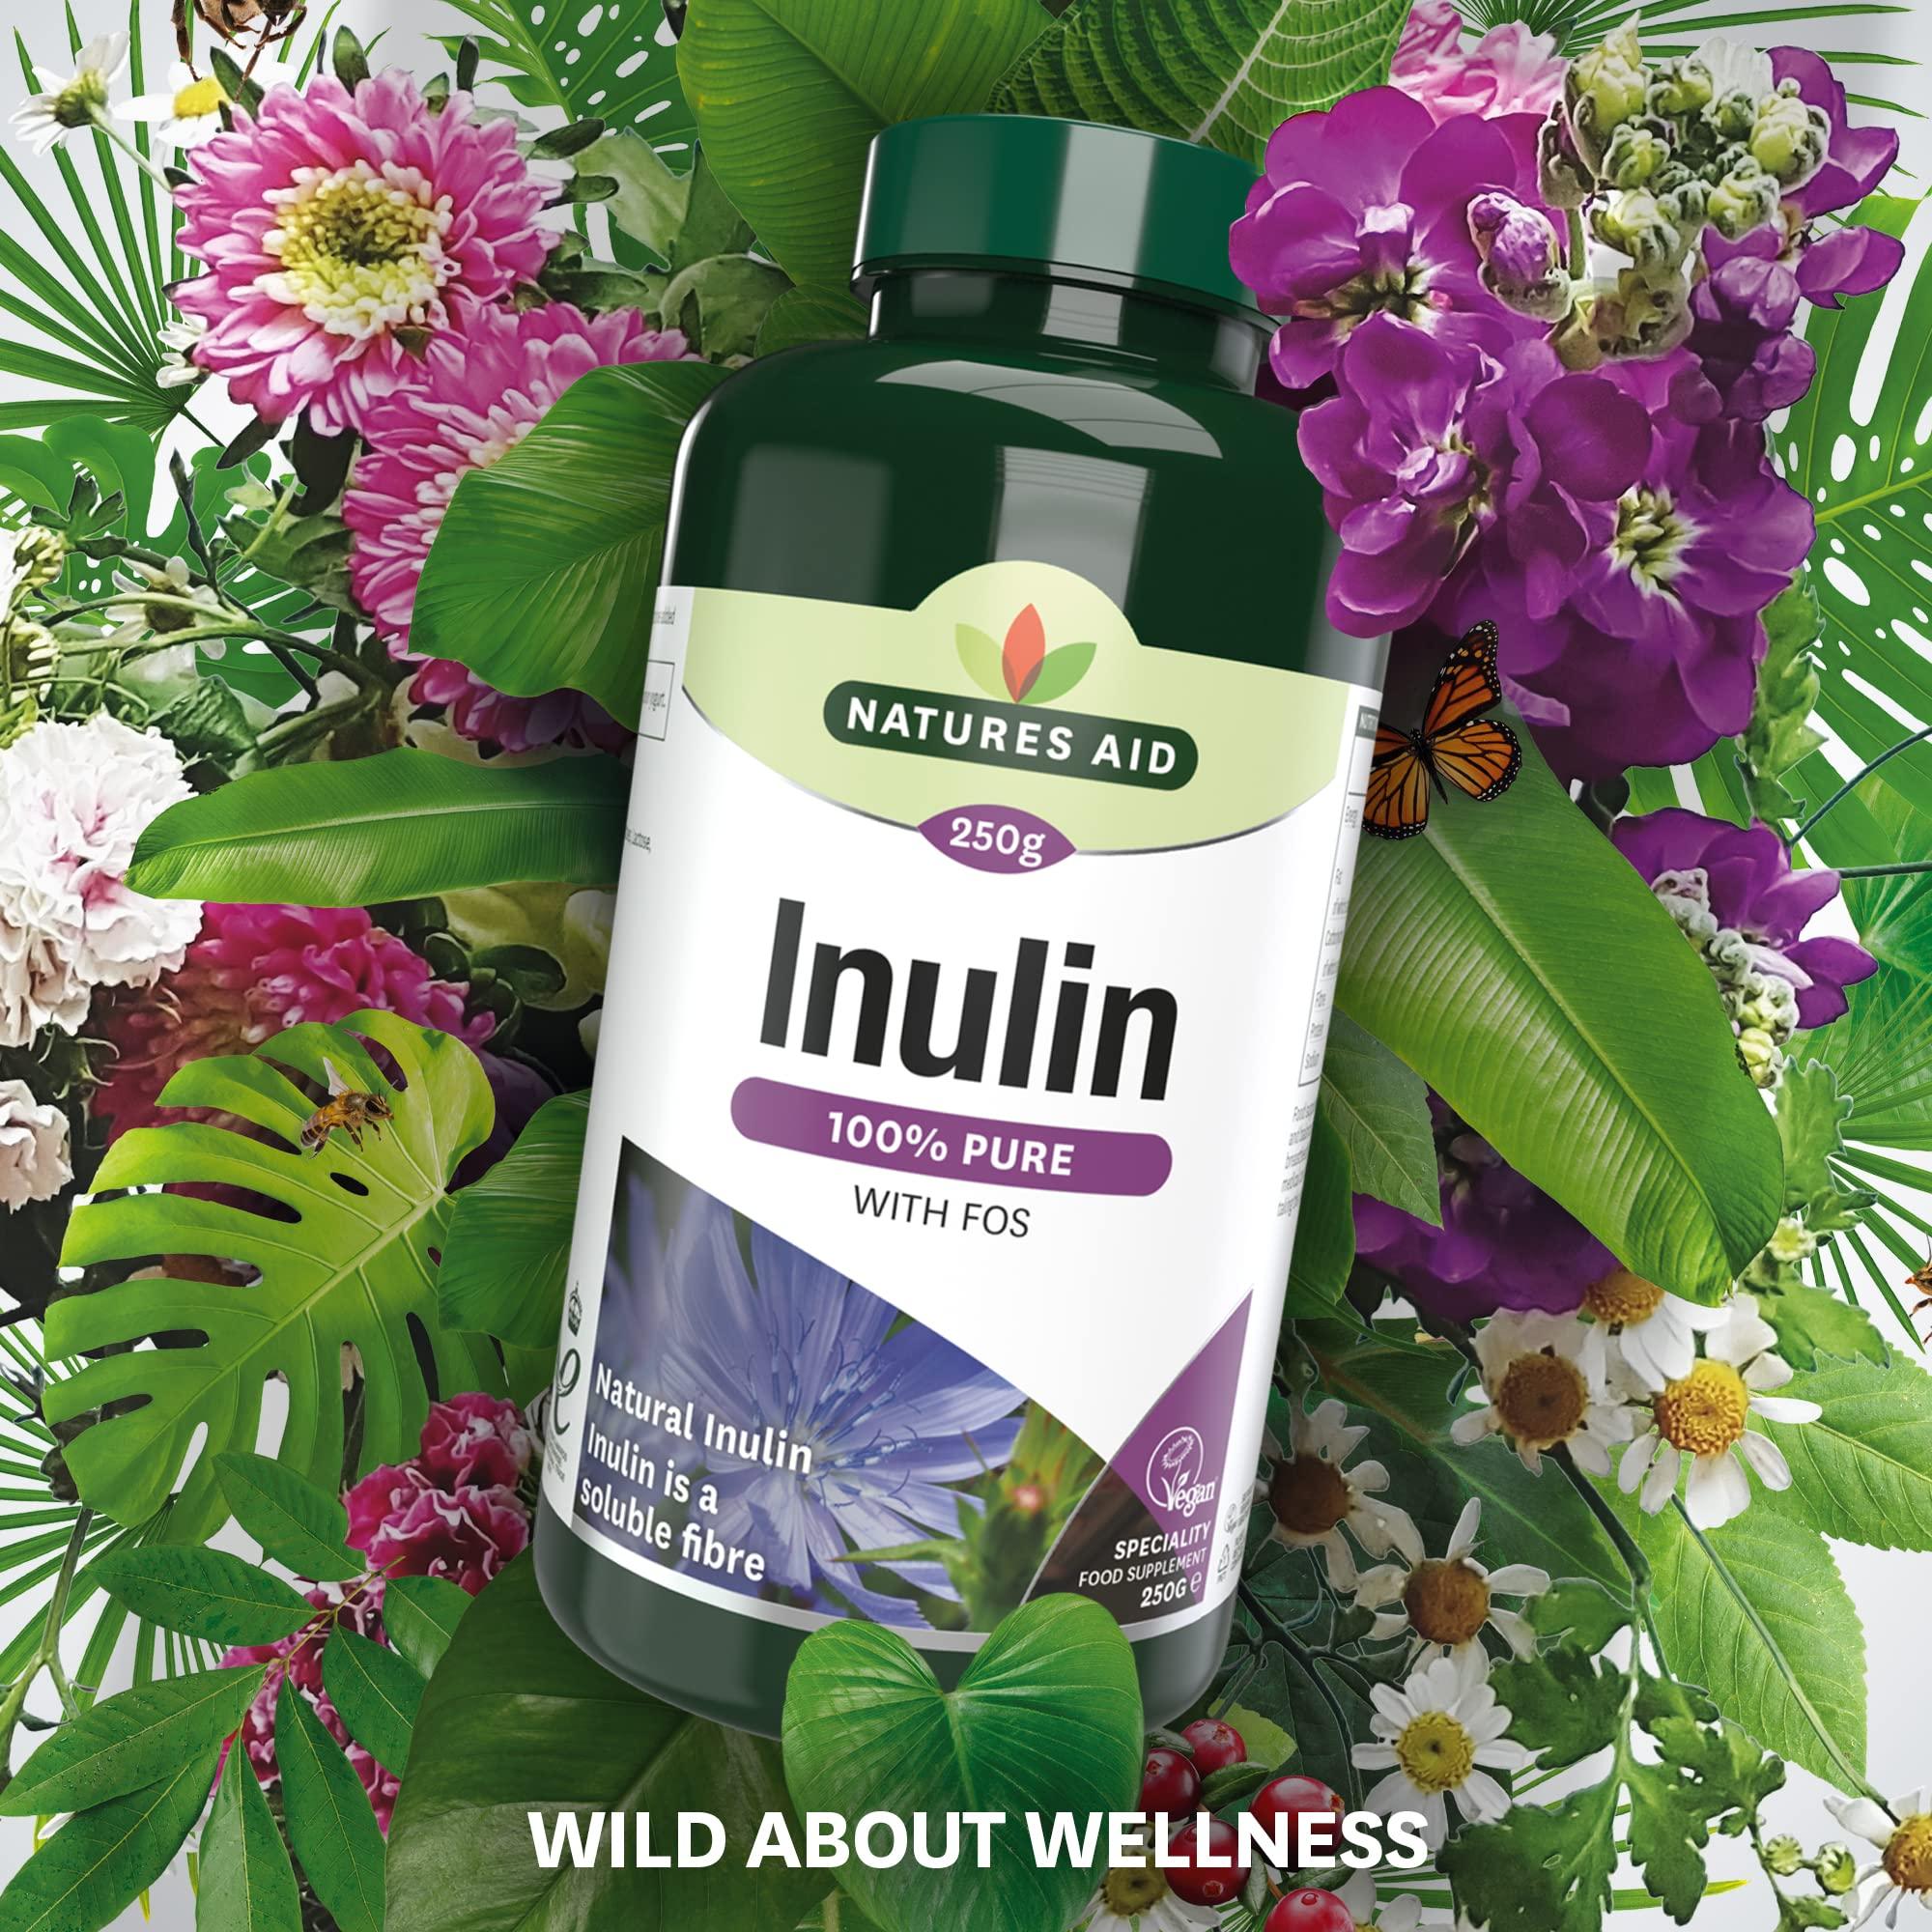 NATURES AID
250g
Inulin
100% PURE
WITH FOS
Natural Inulin
Inulin is a
soluble fibre
Vegan
SPECIALITY
FOOD SUPPLEMENT
250G e
WILD ABOUT WELLNESS